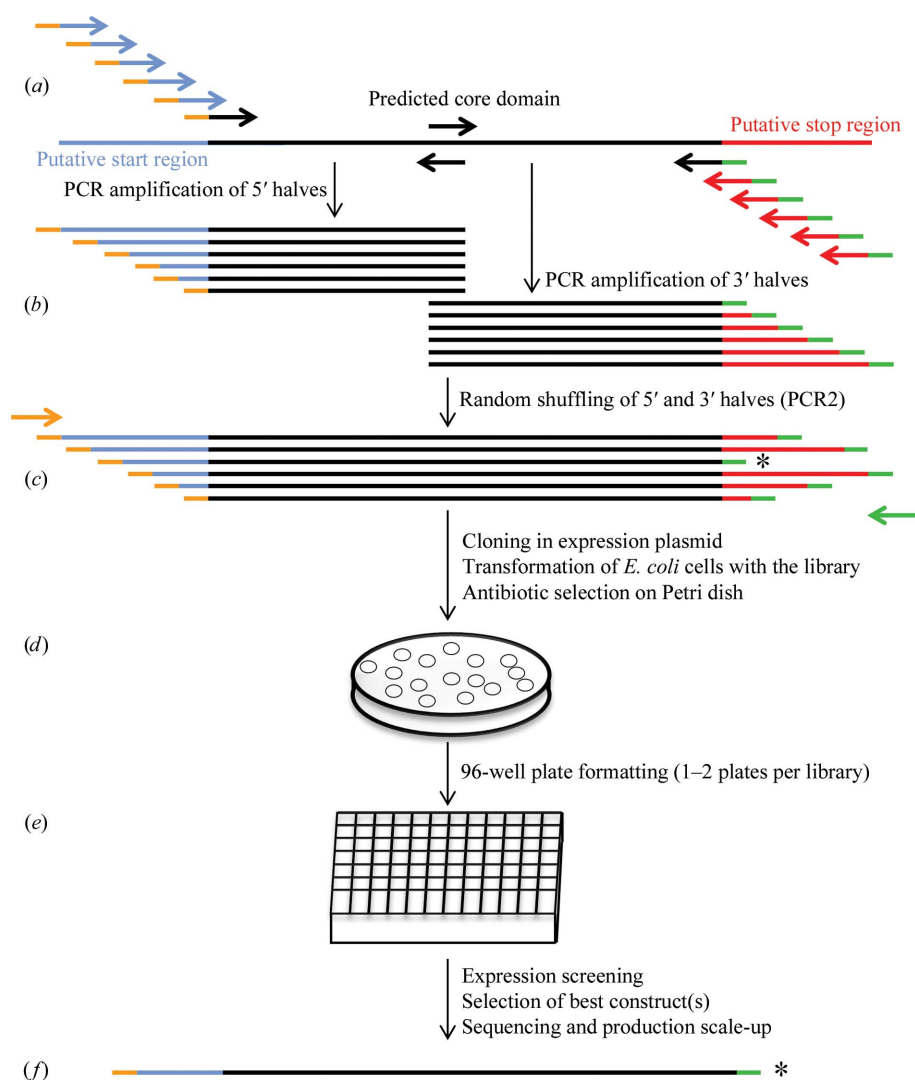 (a)
Predicted core domain
Putative stop region
Putative start region
PCR amplification of 5′ halves
PCR amplification of 3′ halves
(b)
Random shuffling of 5′ and 3′ halves (PCR2)
*
(c)
Cloning in expression plasmid
Transformation of E. coli cells with the library
Antibiotic selection on Petri dish
(d)
96-well plate formatting (1–2 plates per library)
(e)
Expression screening
Selection of best construct(s)
Sequencing and production scale-up
(f) *